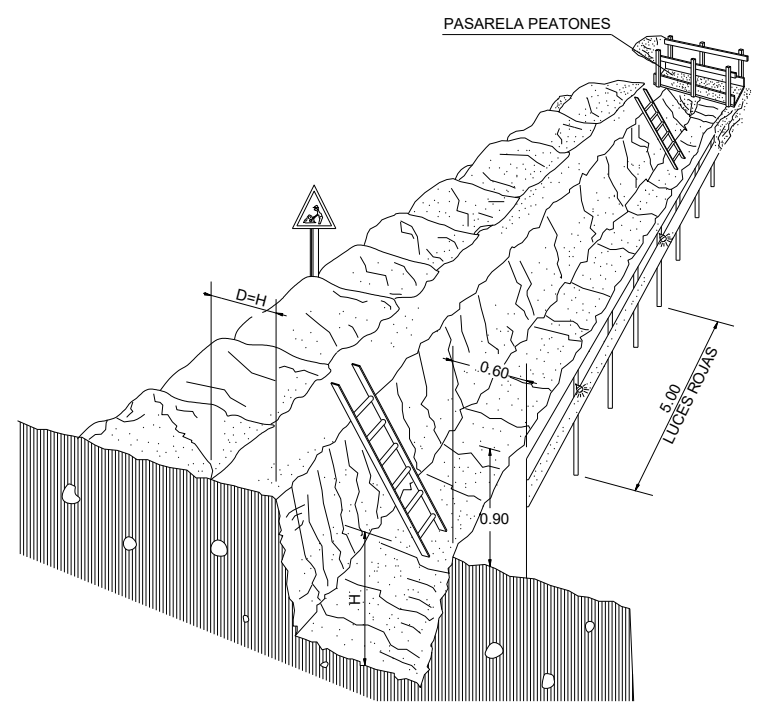 PASARELA PEATONES
D=H
0.60
5.00
LUCES ROJAS
0.90
H